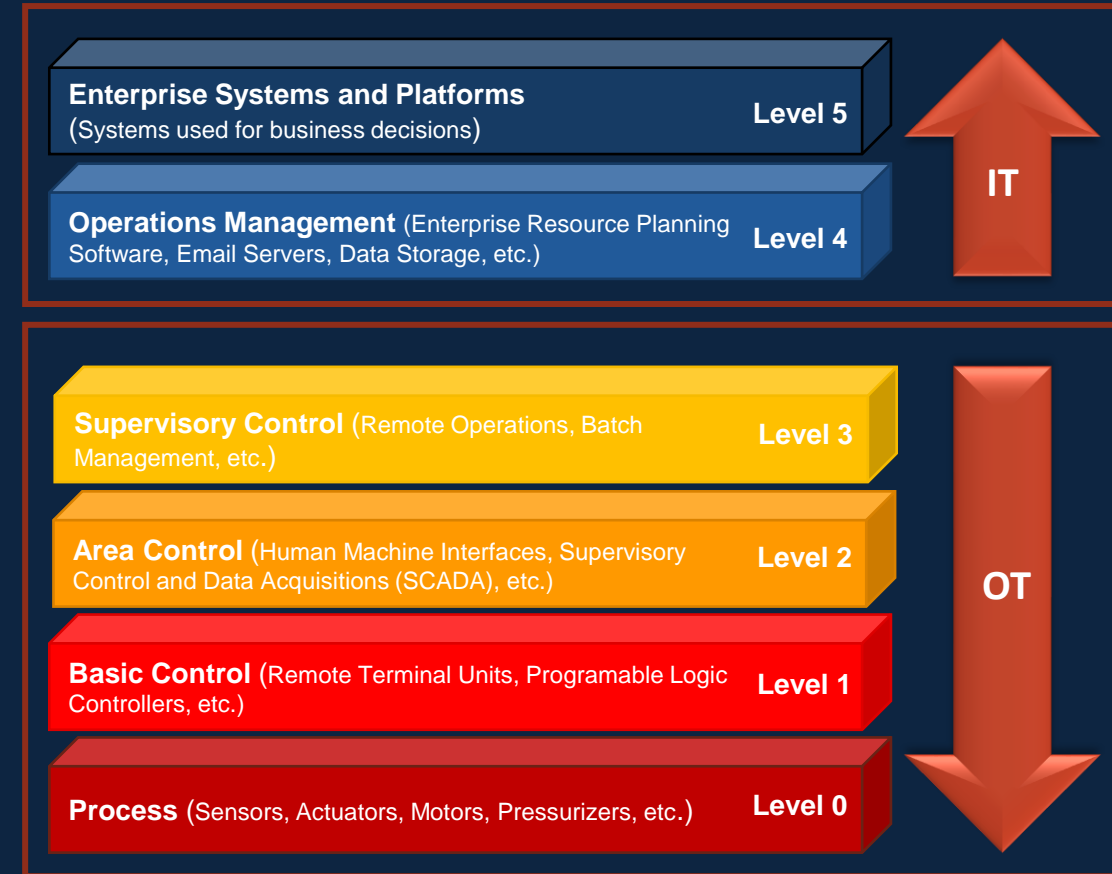 Enterprise Systems and Platforms
(Systems used for business decisions)
Level 5
IT
Operations Management (Enterprise Resource Planning
Software, Email Servers, Data Storage, etc.)
Level 4
Supervisory Control (Remote Operations, Batch
Management, etc.)
Level 3
Area Control (Human Machine Interfaces, Supervisory
Control and Data Acquisitions (SCADA), etc.)
Level 2
OT
Basic Control (Remote Terminal Units, Programable Logic
Controllers, etc.)
Level 1
Process (Sensors, Actuators, Motors, Pressurizers, etc.)
Level 0